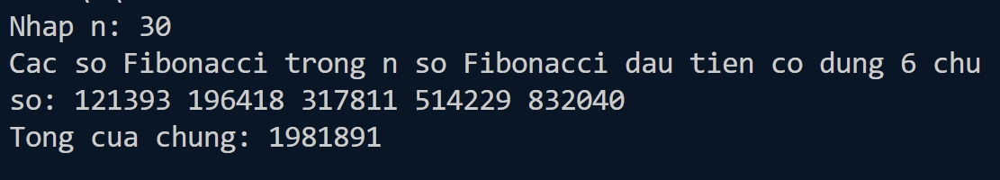 Nhap n: 30
Cac so Fibonacci trong n so Fibonacci dau tien co dung 6 chu
so: 121393 196418 317811 514229 832040
Tong cua chung: 1981891